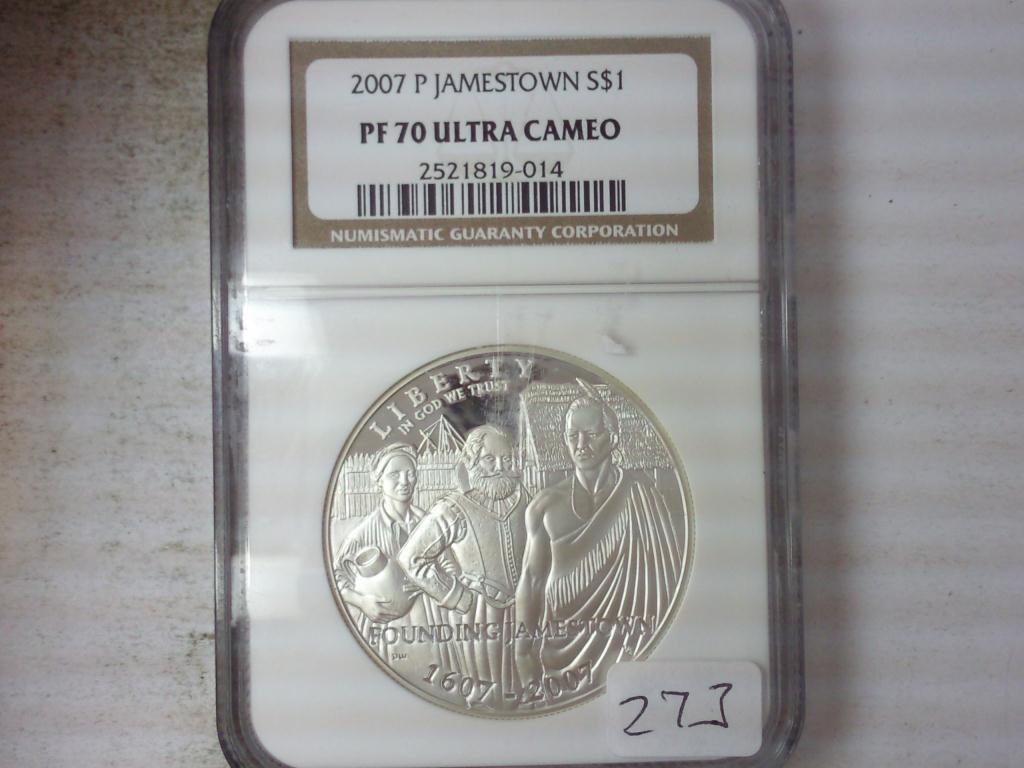 2007 P JAMESTOWN S$1
PF 70 ULTRA CAMEO
2521819-014
NUMISMATIC GUARANTY CORPORATION
LIBERTY
IN GOD WE TRUST
FOUNDING JAMESTOWN
PW
1607-2007
273